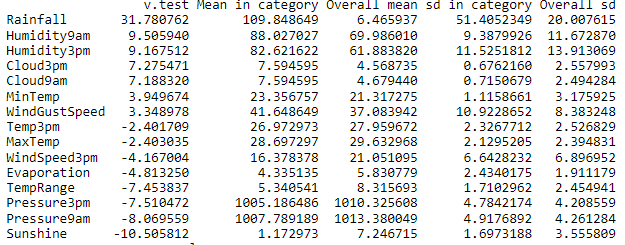 v.test Mean in category Overall mean sd in category Overall sd
Rainfall 31.780762 109.848649 6.465937 51.4052349 20.007615
Humidity9am 9.505940 88.027027 69.986010 9.3879926 11.672870
Humidity3pm 9.167512 82.621622 61.883820 11.5251812 13.913069
Cloud3pm 7.275471 7.594595 4.568735 0.6762160 2.557993
Cloud9am 7.188320 7.594595 4.679440 0.7150679 2.494284
MinTemp 3.949674 23.356757 21.317275 1.1158661 3.175925
WindGustSpeed 3.348978 41.648649 37.083942 10.9228652 8.383248
Temp3pm -2.401709 26.972973 27.959672 2.3267712 2.526829
MaxTemp -2.403035 28.697297 29.632968 2.1295205 2.394831
WindSpeed3pm -4.167004 16.378378 21.051095 6.6428232 6.896952
Evaporation -4.813250 4.335135 5.830779 2.4340175 1.911179
TempRange -7.453837 5.340541 8.315693 1.7102962 2.454941
Pressure3pm -7.510472 1005.186486 1010.325608 4.7842174 4.208559
Pressure9am -8.069559 1007.789189 1013.380049 4.9176892 4.261284
Sunshine -10.505812 1.172973 7.246715 1.6973188 3.555809